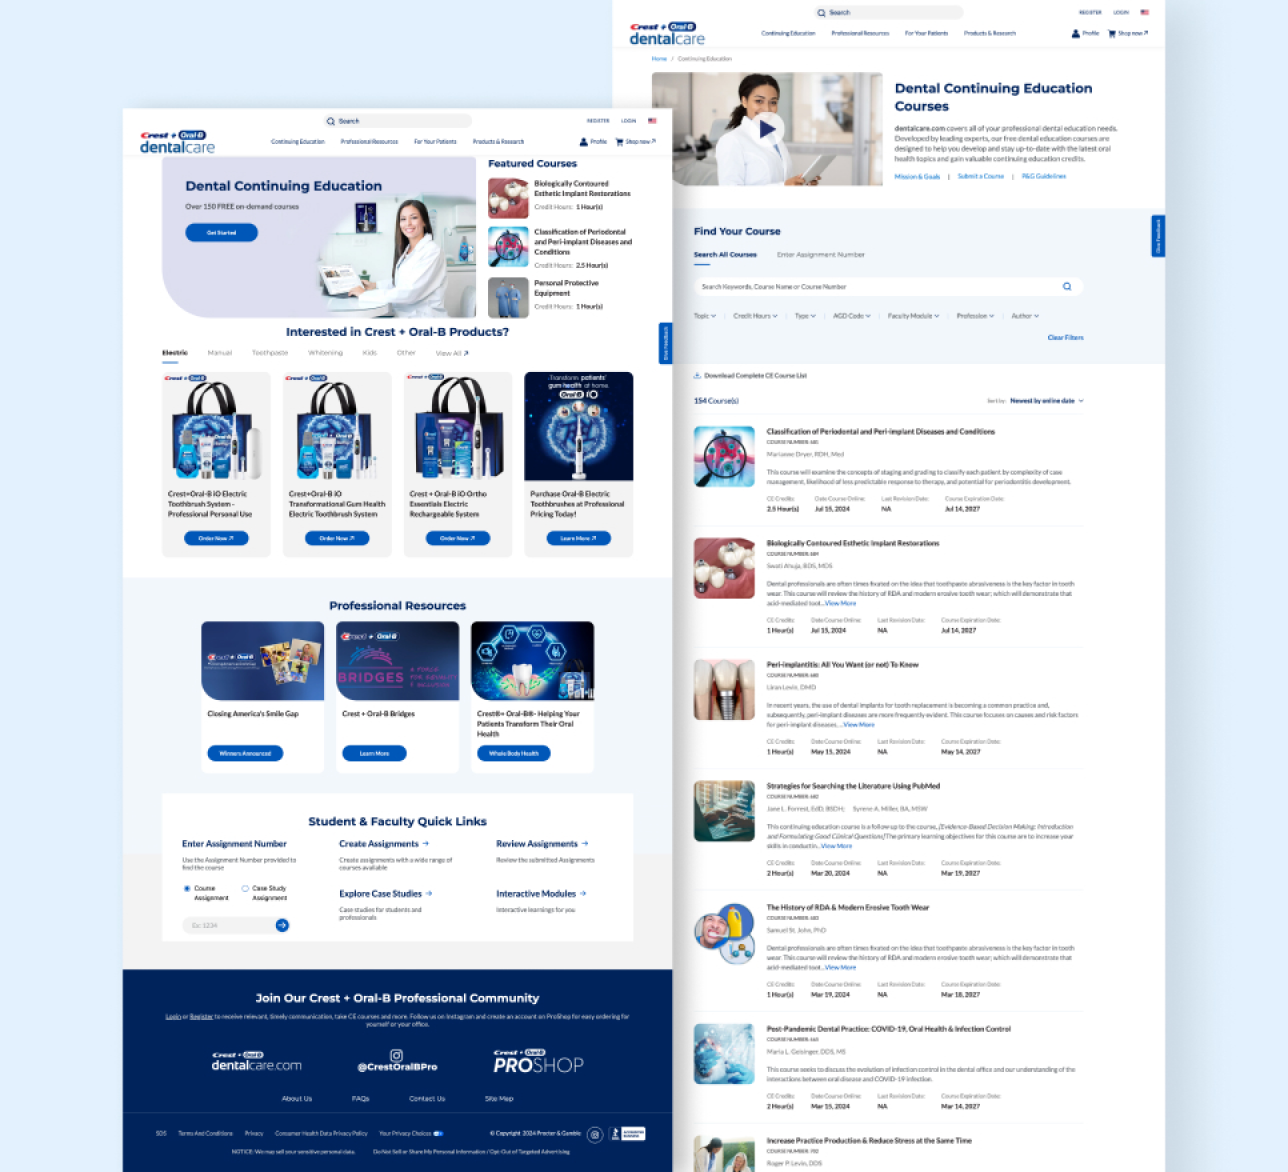 Search
REGISTER LOGIN
Crest + Oral-B
dentalcare
Continuing Education Professional Resources For Your Patients Products & Research
Profile Shop now
Dental Continuing Education
Over 150 FREE on-demand courses
Get Started
Featured Courses
Biologically Contoured
Esthetic Implant Restorations
Credit Hours: 1 Hour(s)
Classification of Periodontal
and Peri-implant Diseases and
Conditions
Credit Hours: 2.5 Hour(s)
Personal Protective
Equipment
Credit Hours: 1 Hour(s)
Give Feedback
Interested in Crest + Oral-B Products?
Electric Manual Toothpaste Whitening Kids Other View All
Crest + Oral-B
Crest+Oral-B iO Electric
Toothbrush System -
Professional Personal Use
Order Now
Crest + Oral-B
Crest+Oral-B iO
Transformational Gum Health
Electric Toothbrush System
Order Now
Crest + Oral-B
Crest + Oral-B iO Ortho
Essentials Electric
Rechargeable System
Order Now
Transform patients'
gum health at home.
Oral-B iO
Purchase Oral-B Electric
Toothbrushes at Professional
Pricing Today!
Learn More
Professional Resources
Crest + Oral-B
Closing America's Smile Gap
Winners Announced
Crest + Oral-B
BRIDGES
A FORCE
FOR EQUALITY
& INCLUSION
Crest + Oral-B Bridges
Learn More
Crest + Oral-B
Crest®+ Oral-B®- Helping Your
Patients Transform Their Oral
Health
Whole Body Health
Student & Faculty Quick Links
Enter Assignment Number
Use the Assignment Number provided to
find the course
Course
Assignment
Case Study
Assignment
Ex: 1234
Create Assignments →
Create assignments with a wide range of
courses available
Review Assignments →
Review the submitted Assignments
Explore Case Studies →
Case studies for students and
professionals
Interactive Modules →
Interactive learnings for you
Join Our Crest + Oral-B Professional Community
Login or Register to receive relevant, timely communication, take CE courses and more. Follow us on Instagram and create an account on ProShop for easy ordering for
yourself or your office.
Crest + Oral-B
dentalcare.com
@CrestOralBPro
Crest + Oral-B
PROSHOP
About Us FAQs Contact Us Site Map
SDS Terms And Conditions Privacy Consumer Health Data Privacy Policy Your Privacy Choices © Copyright 2024 Procter & Gamble
NOTICE: We may sell your sensitive personal data. Do Not Sell or Share My Personal Information / Opt-Out of Targeted Advertising
Search
REGISTER LOGIN
Crest + Oral-B
dentalcare
Continuing Education Professional Resources For Your Patients Products & Research
Profile Shop now
Home / Continuing Education
Dental Continuing Education
Courses
dentalcare.com covers all of your professional dental education needs.
Developed by leading experts, our free dental education courses are
designed to help you develop and stay up-to-date with the latest oral
health topics and gain valuable continuing education credits.
Mission & Goals | Submit a Course | P&G Guidelines
Give Feedback
Find Your Course
Search All Courses Enter Assignment Number
Search Keywords, Course Name or Course Number
Topic Credit Hours Type AGD Code Faculty Module Profession Author
Clear Filters
Download Complete CE Course List
154 Course(s)
Sort by: Newest by online date
Classification of Periodontal and Peri-implant Diseases and Conditions
COURSE NUMBER: 681
Marianne Dryer, RDH, Med
This course will examine the concepts of staging and grading to classify each patient by complexity of case
management, likelihood of less predictable response to therapy, and potential for periodontitis development.
CE Credits: Date Course Online: Last Revision Date: Course Expiration Date:
2.5 Hour(s) Jul 15, 2024 NA Jul 14, 2027
Biologically Contoured Esthetic Implant Restorations
COURSE NUMBER: 684
Swati Ahuja, BDS, MDS
Dental professionals are often times fixated on the idea that toothpaste abrasiveness is the key factor in tooth
wear. This course will review the history of RDA and modern erosive tooth wear; which will demonstrate that
acid-mediated toot...View More
CE Credits: Date Course Online: Last Revision Date: Course Expiration Date:
1 Hour(s) Jul 15, 2024 NA Jul 14, 2027
Peri-implantitis: All You Want (or not) To Know
COURSE NUMBER: 680
Liran Levin, DMD
In recent years, the use of dental implants for tooth replacement is becoming a common practice and,
subsequently, peri-implant diseases are more frequently evident. This course focuses on causes and risk factors
for peri-implant diseases, ...View More
CE Credits: Date Course Online: Last Revision Date: Course Expiration Date:
1 Hour(s) May 15, 2024 NA May 14, 2027
Strategies for Searching the Literature Using PubMed
COURSE NUMBER: 682
Jane L. Forrest, EdD, BSDH; Syrene A. Miller, BA, MSW
This continuing education course is a follow up to the course, [Evidence-Based Decision Making: Introduction
and Formulating Good Clinical Questions]The primary learning objectives for this course are to increase your
skills in conductin...View More
CE Credits: Date Course Online: Last Revision Date: Course Expiration Date:
2 Hour(s) Mar 20, 2024 NA Mar 19, 2027
The History of RDA & Modern Erosive Tooth Wear
COURSE NUMBER: 683
Samuel St. John, PhD
Dental professionals are often times fixated on the idea that toothpaste abrasiveness is the key factor in tooth
wear. This course will review the history of RDA and modern erosive tooth wear; which will demonstrate that
acid-mediated toot...View More
CE Credits: Date Course Online: Last Revision Date: Course Expiration Date:
1 Hour(s) Mar 19, 2024 NA Mar 18, 2027
Post-Pandemic Dental Practice: COVID-19, Oral Health & Infection Control
COURSE NUMBER: 665
Maria L. Geisinger, DDS, MS
This course seeks to discuss the evolution of infection control in the dental office and our understanding of the
interactions between oral disease and COVID-19 infection.
CE Credits: Date Course Online: Last Revision Date: Course Expiration Date:
2 Hour(s) Mar 15, 2024 NA Mar 14, 2027
Increase Practice Production & Reduce Stress at the Same Time
COURSE NUMBER: 702
Roger P Levin, DDS